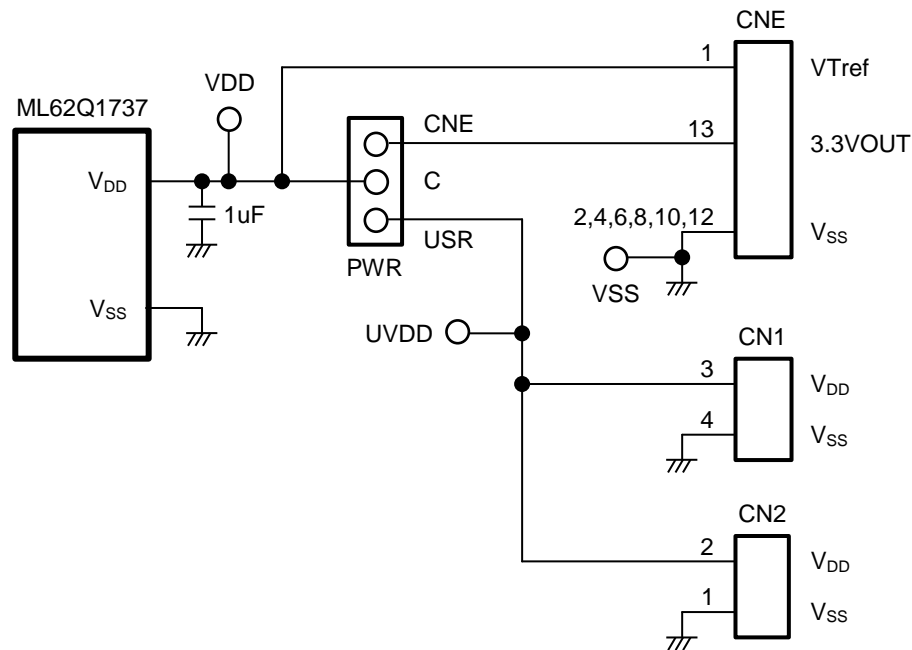 CNE
1
VTref
VDD
ML62Q1737
CNE
13
3.3VOUT
VDD
C
1uF
2,4,6,8,10,12
USR
VSS
PWR
VSS
VSS
UVDD
CN1
3
VDD
4
VSS
CN2
2
VDD
1
VSS